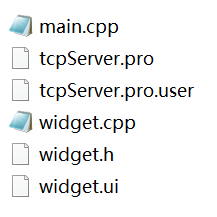 main.cpp
tcpServer.pro
tcpServer.pro.user
widget.cpp
widget.h
widget.ui